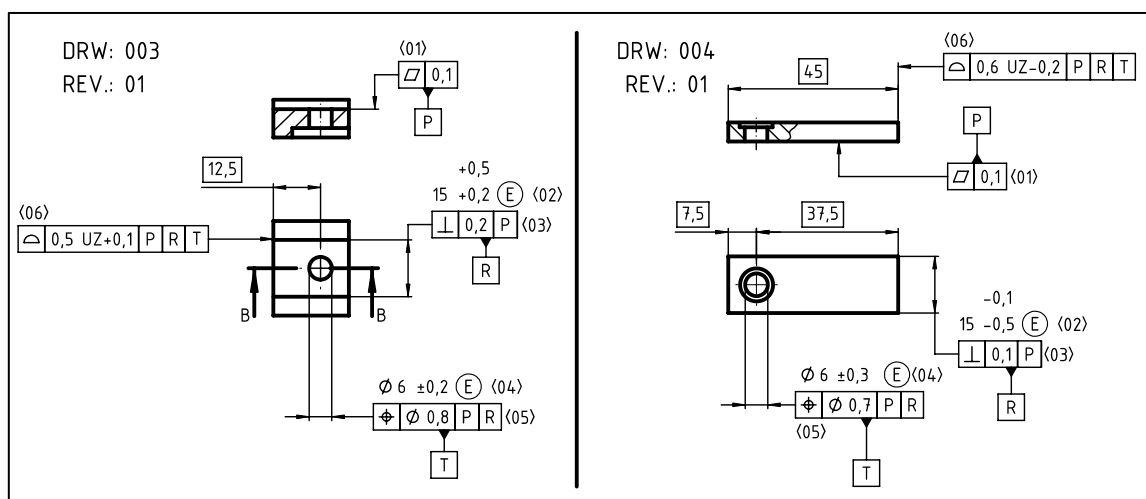 DRW: 003
REV.: 01
⟨01⟩
⏥ 0,1
P
12,5
+0,5
15 +0,2 Ⓔ ⟨02⟩
⟂ 0,2 P ⟨03⟩
R
⟨06⟩
⌓ 0,5 UZ+0,1 P R T
B B
Ø 6 ±0,2 Ⓔ ⟨04⟩
⌖ Ø 0,8 P R ⟨05⟩
T
DRW: 004
REV.: 01
⟨06⟩
⌓ 0,6 UZ-0,2 P R T
45
P
⏥ 0,1 ⟨01⟩
7,5 37,5
-0,1
15 -0,5 Ⓔ ⟨02⟩
⟂ 0,1 P ⟨03⟩
R
Ø 6 ±0,3 Ⓔ ⟨04⟩
⌖ Ø 0,7 P R
⟨05⟩
T